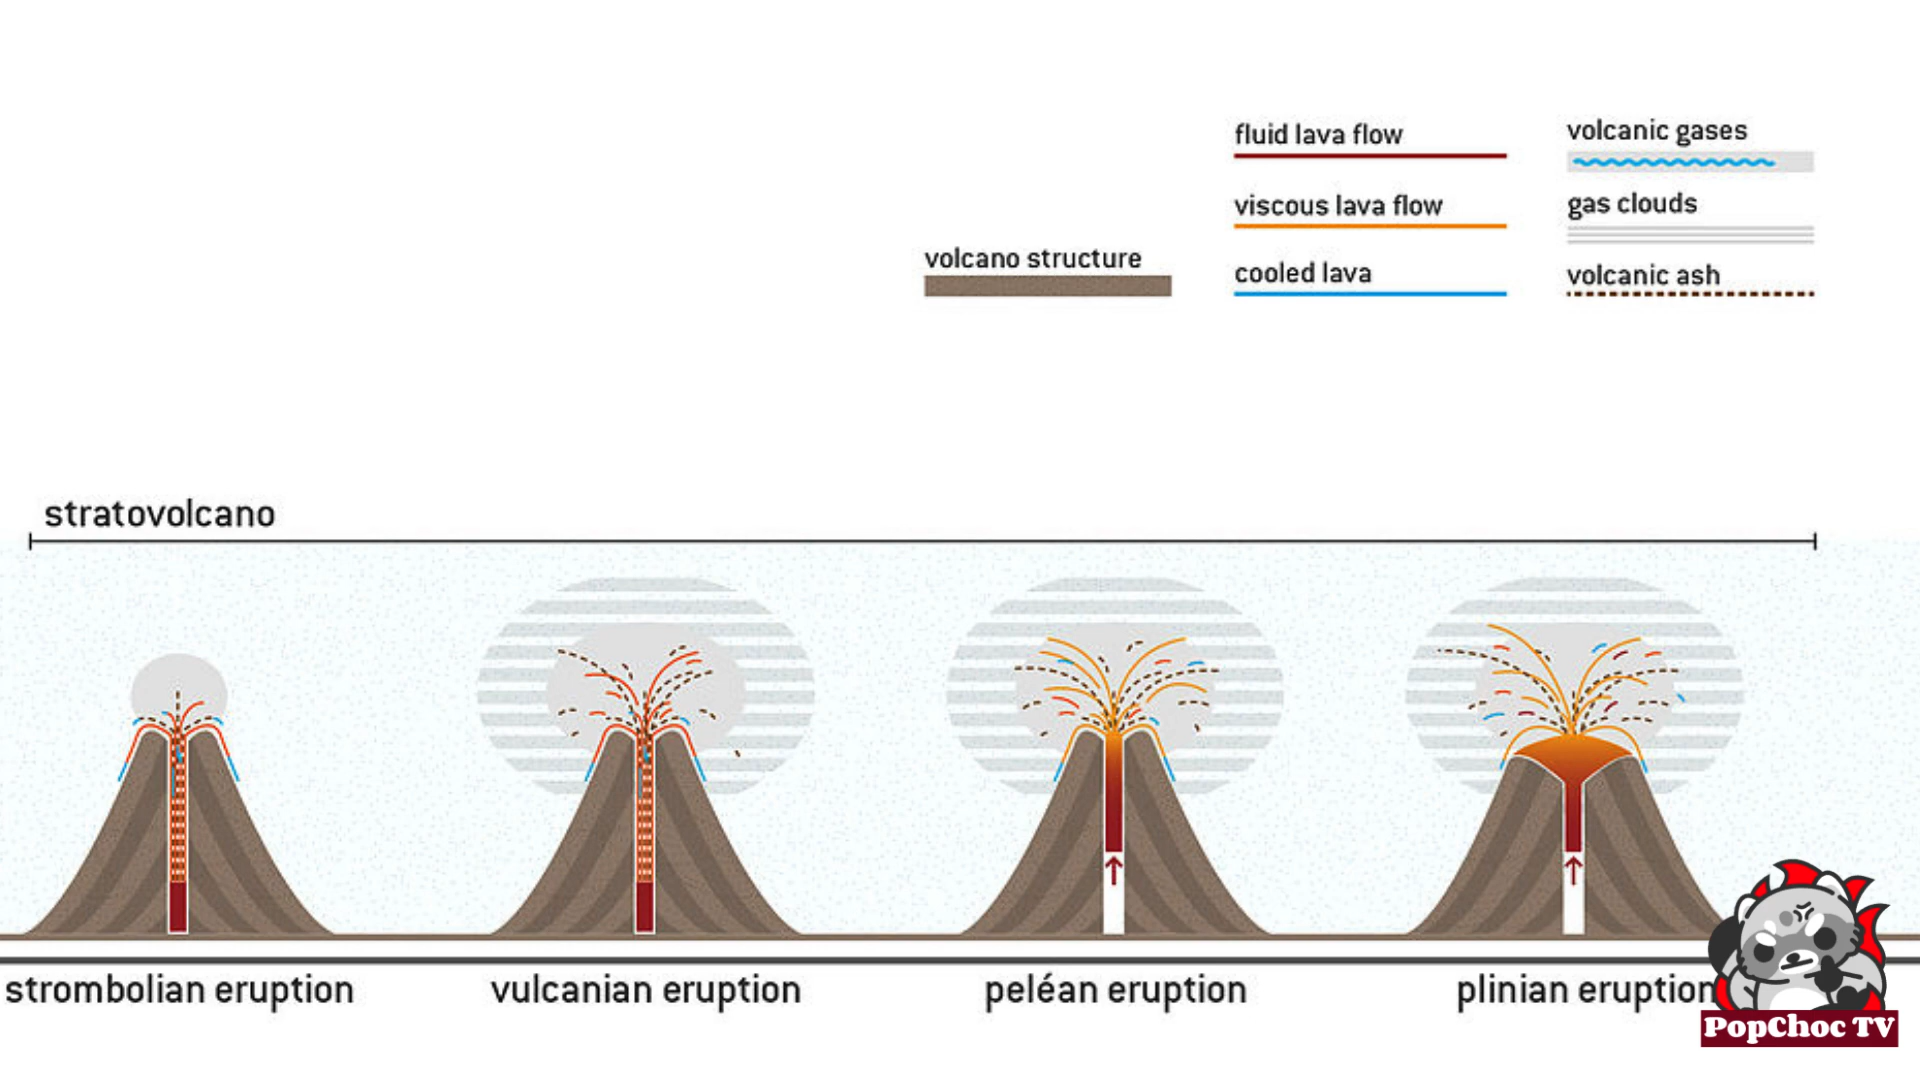 fluid lava flow
volcanic gases
viscous lava flow
gas clouds
volcano structure
cooled lava
volcanic ash
stratovolcano
strombolian eruption
vulcanian eruption
peléan eruption
plinian eruption
PopChoc TV